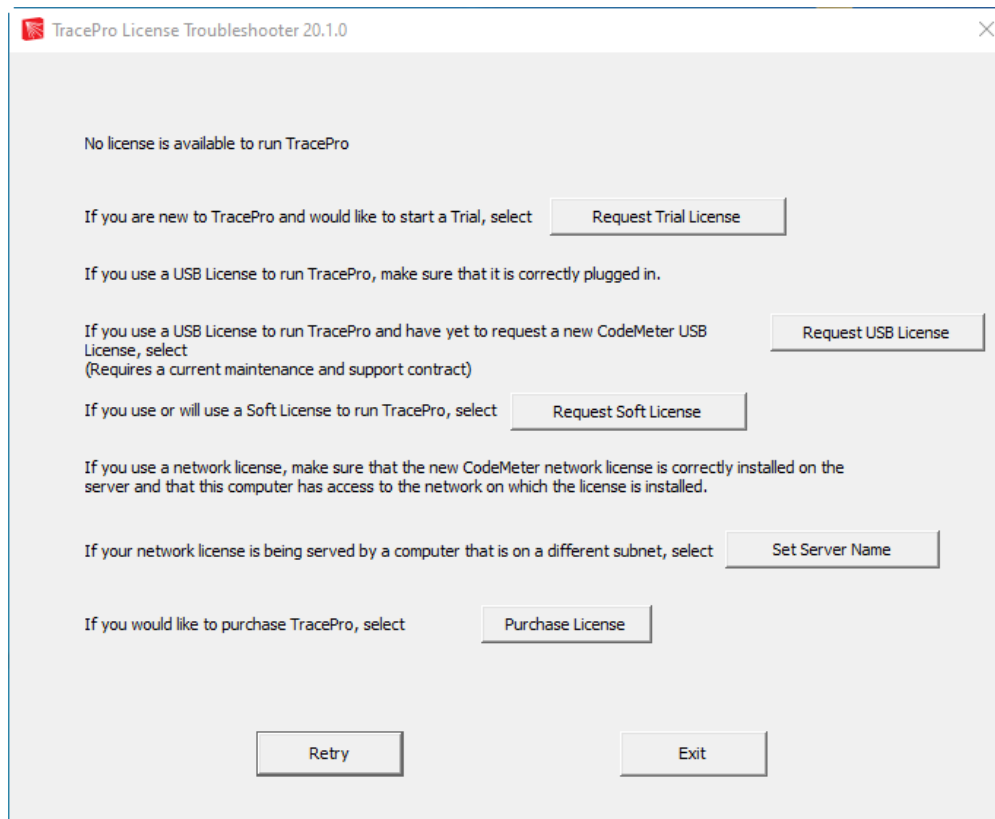 TracePro License Troubleshooter 20.1.0
No license is available to run TracePro
If you are new to TracePro and would like to start a Trial, select
Request Trial License
If you use a USB License to run TracePro, make sure that it is correctly plugged in.
If you use a USB License to run TracePro and have yet to request a new CodeMeter USB
License, select
(Requires a current maintenance and support contract)
Request USB License
If you use or will use a Soft License to run TracePro, select
Request Soft License
If you use a network license, make sure that the new CodeMeter network license is correctly installed on the
server and that this computer has access to the network on which the license is installed.
If your network license is being served by a computer that is on a different subnet, select
Set Server Name
If you would like to purchase TracePro, select
Purchase License
Retry
Exit